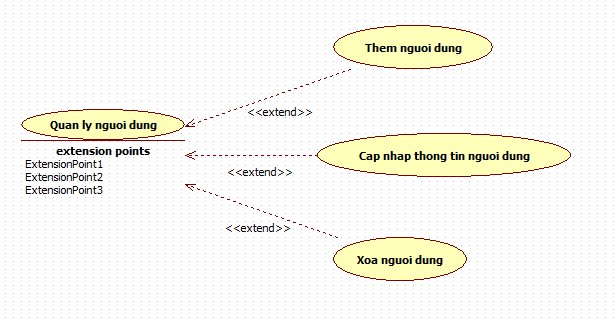 Them nguoi dung
<<extend>>
Quan ly nguoi dung
extension points
ExtensionPoint1
ExtensionPoint2
ExtensionPoint3
Cap nhap thong tin nguoi dung
<<extend>>
<<extend>>
Xoa nguoi dung